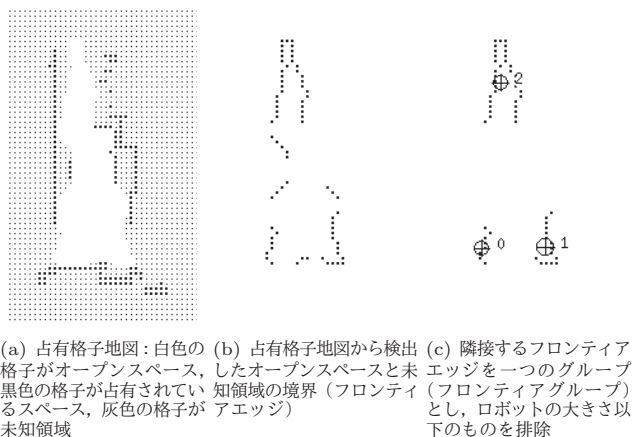 2
0
1
(a) 占有格子地図：白色の
格子がオープンスペース，
黒色の格子が占有されてい
るスペース，灰色の格子が
未知領域
(b) 占有格子地図から検出
したオープンスペースと未
知領域の境界（フロンティ
アエッジ）
(c) 隣接するフロンティア
エッジを一つのグループ
（フロンティアグループ）
とし，ロボットの大きさ以
下のものを排除